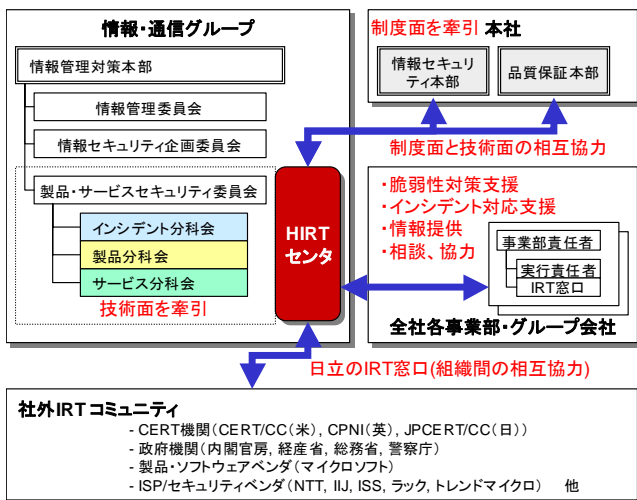 情報・通信グループ
情報管理対策本部
情報管理委員会
情報セキュリティ企画委員会
製品・サービスセキュリティ委員会
インシデント分科会
製品分科会
サービス分科会
技術面を牽引
HIRT
センタ
制度面を牽引 本社
情報セキュリ
ティ本部
品質保証本部
制度面と技術面の相互協力
・脆弱性対策支援
・インシデント対応支援
・情報提供
・相談、協力
事業部責任者
実行責任者
IRT窓口
全社各事業部・グループ会社
日立のIRT窓口(組織間の相互協力)
社外IRTコミュニティ
- CERT機関(CERT/CC(米), CPNI(英), JPCERT/CC(日))
- 政府機関(内閣官房, 経産省, 総務省, 警察庁)
- 製品・ソフトウェアベンダ(マイクロソフト)
- ISP/セキュリティベンダ(NTT, IIJ, ISS, ラック, トレンドマイクロ) 他